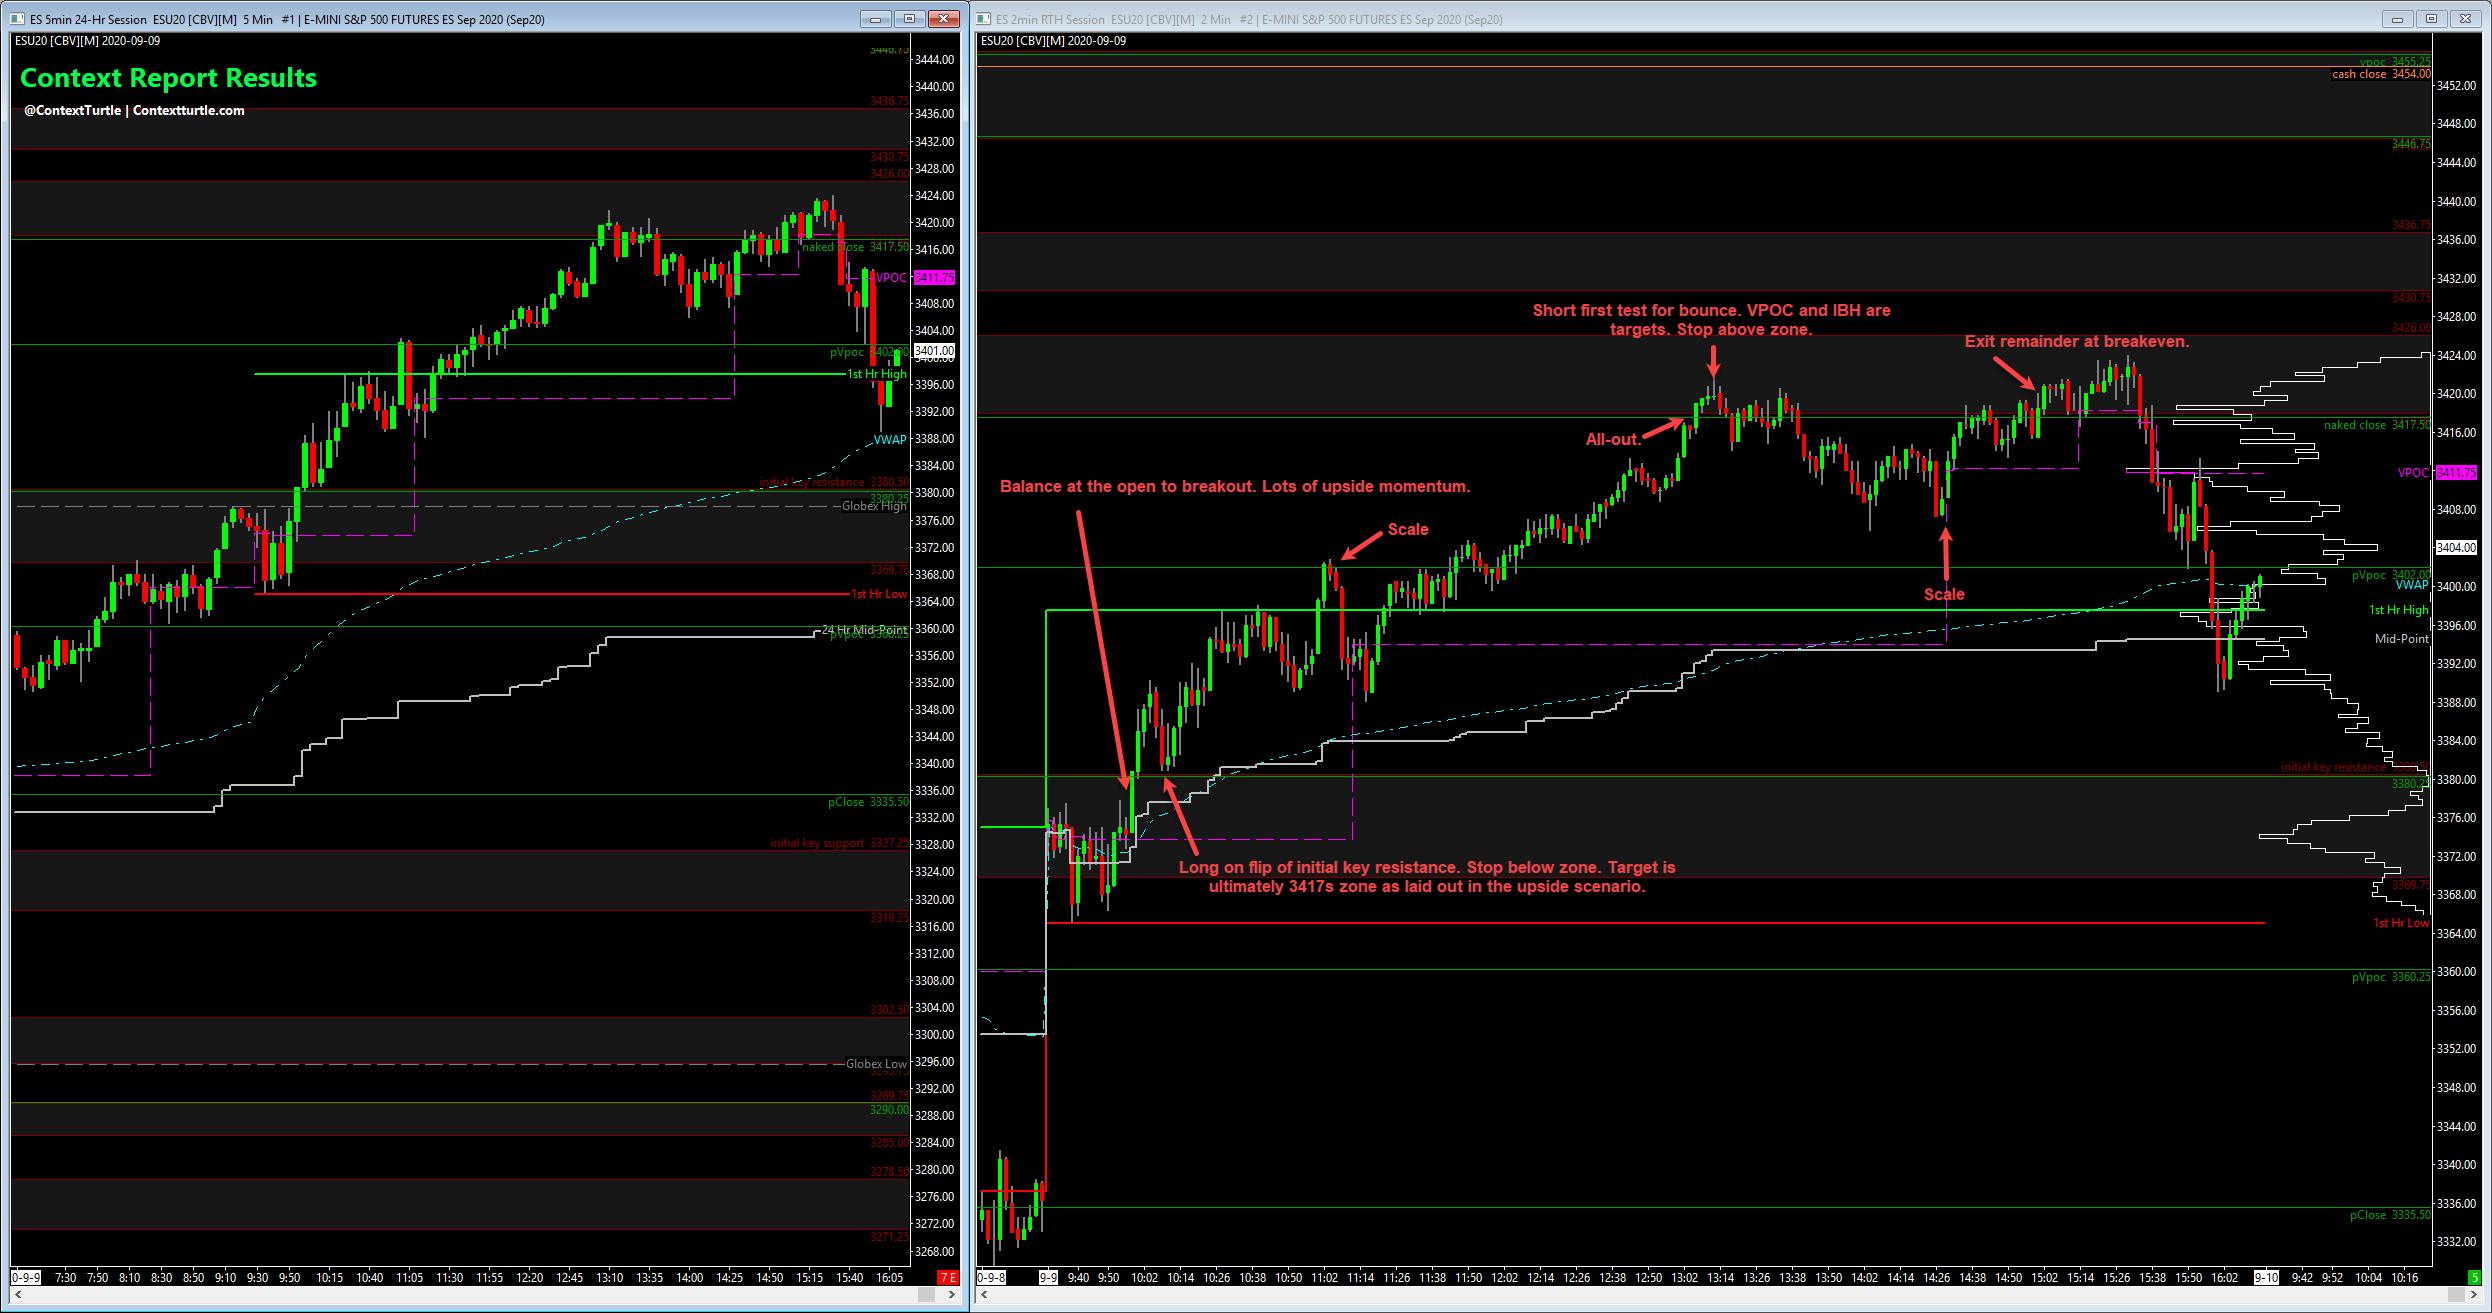 ES 5min 24-Hr Session ESU20 [CBV][M] 5 Min #1 | E-MINI S&P 500 FUTURES ES Sep 2020 (Sep20)
ESU20 [CBV][M] 2020-09-09
Context Report Results
@ContextTurtle | Contextturtle.com
3444.00
3440.00
3436.75
3436.00
3432.00
3430.75
3428.00
3426.00
3424.00
3420.00
naked close 3417.50
3416.00
VPOC 3411.75
3408.00
3404.00
pVpoc 3402.00
3401.00
1st Hr High
3396.00
3392.00
VWAP
3388.00
3384.00
initial key resistance 3380.50
3380.25
3380.00
Globex High
3376.00
3372.00
3369.75
3368.00
1st Hr Low
3364.00
3360.00
24 Hr Mid-Point
3356.00
3352.00
3348.00
3344.00
3340.00
3336.00
pClose 3335.50
3332.00
3328.00
initial key support 3327.25
3324.00
3320.00
3318.25
3316.00
3312.00
3308.00
3304.00
3302.50
3300.00
3296.00
Globex Low
3292.00
3289.75
3290.00
3288.00
3285.00
3284.00
3280.00
3278.50
3276.00
3272.00
3271.25
3268.00
0-9-9 7:30 7:50 8:10 8:30 8:50 9:10 9:30 9:50 10:15 10:40 11:05 11:30 11:55 12:20 12:45 13:10 13:35 14:00 14:25 14:50 15:15 15:40 16:05 7 E
ES 2min RTH Session ESU20 [CBV][M] 2 Min #2 | E-MINI S&P 500 FUTURES ES Sep 2020 (Sep20)
ESU20 [CBV][M] 2020-09-09
vpoc 3455.25
cash close 3454.00
3452.00
3448.00
3446.75
3444.00
3440.00
3436.75
3436.00
3432.00
3430.75
3428.00
3426.00
3424.00
Short first test for bounce. VPOC and IBH are
targets. Stop above zone.
Exit remainder at breakeven.
3420.00
naked close 3417.50
3416.00
All-out.
VPOC 3411.75
Balance at the open to breakout. Lots of upside momentum.
3408.00
Scale
3404.00
pVpoc 3402.00
VWAP
3400.00
Scale
1st Hr High
3396.00
Mid-Point
3392.00
3388.00
3384.00
initial key resistance
3380.00
3376.00
3372.00
Long on flip of initial key resistance. Stop below zone. Target is
ultimately 3417s zone as laid out in the upside scenario.
3369.75
3368.00
1st Hr Low
3364.00
3360.00
pVpoc 3360.25
3356.00
3352.00
3348.00
3344.00
3340.00
3336.00
pClose 3335.50
3332.00
0-9-8 9-9 9:40 9:50 10:02 10:14 10:26 10:38 10:50 11:02 11:14 11:26 11:38 11:50 12:02 12:14 12:26 12:38 12:50 13:02 13:14 13:26 13:38 13:50 14:02 14:14 14:26 14:38 14:50 15:02 15:14 15:26 15:38 15:50 16:02 9-10 9:42 9:52 10:04 10:16 5